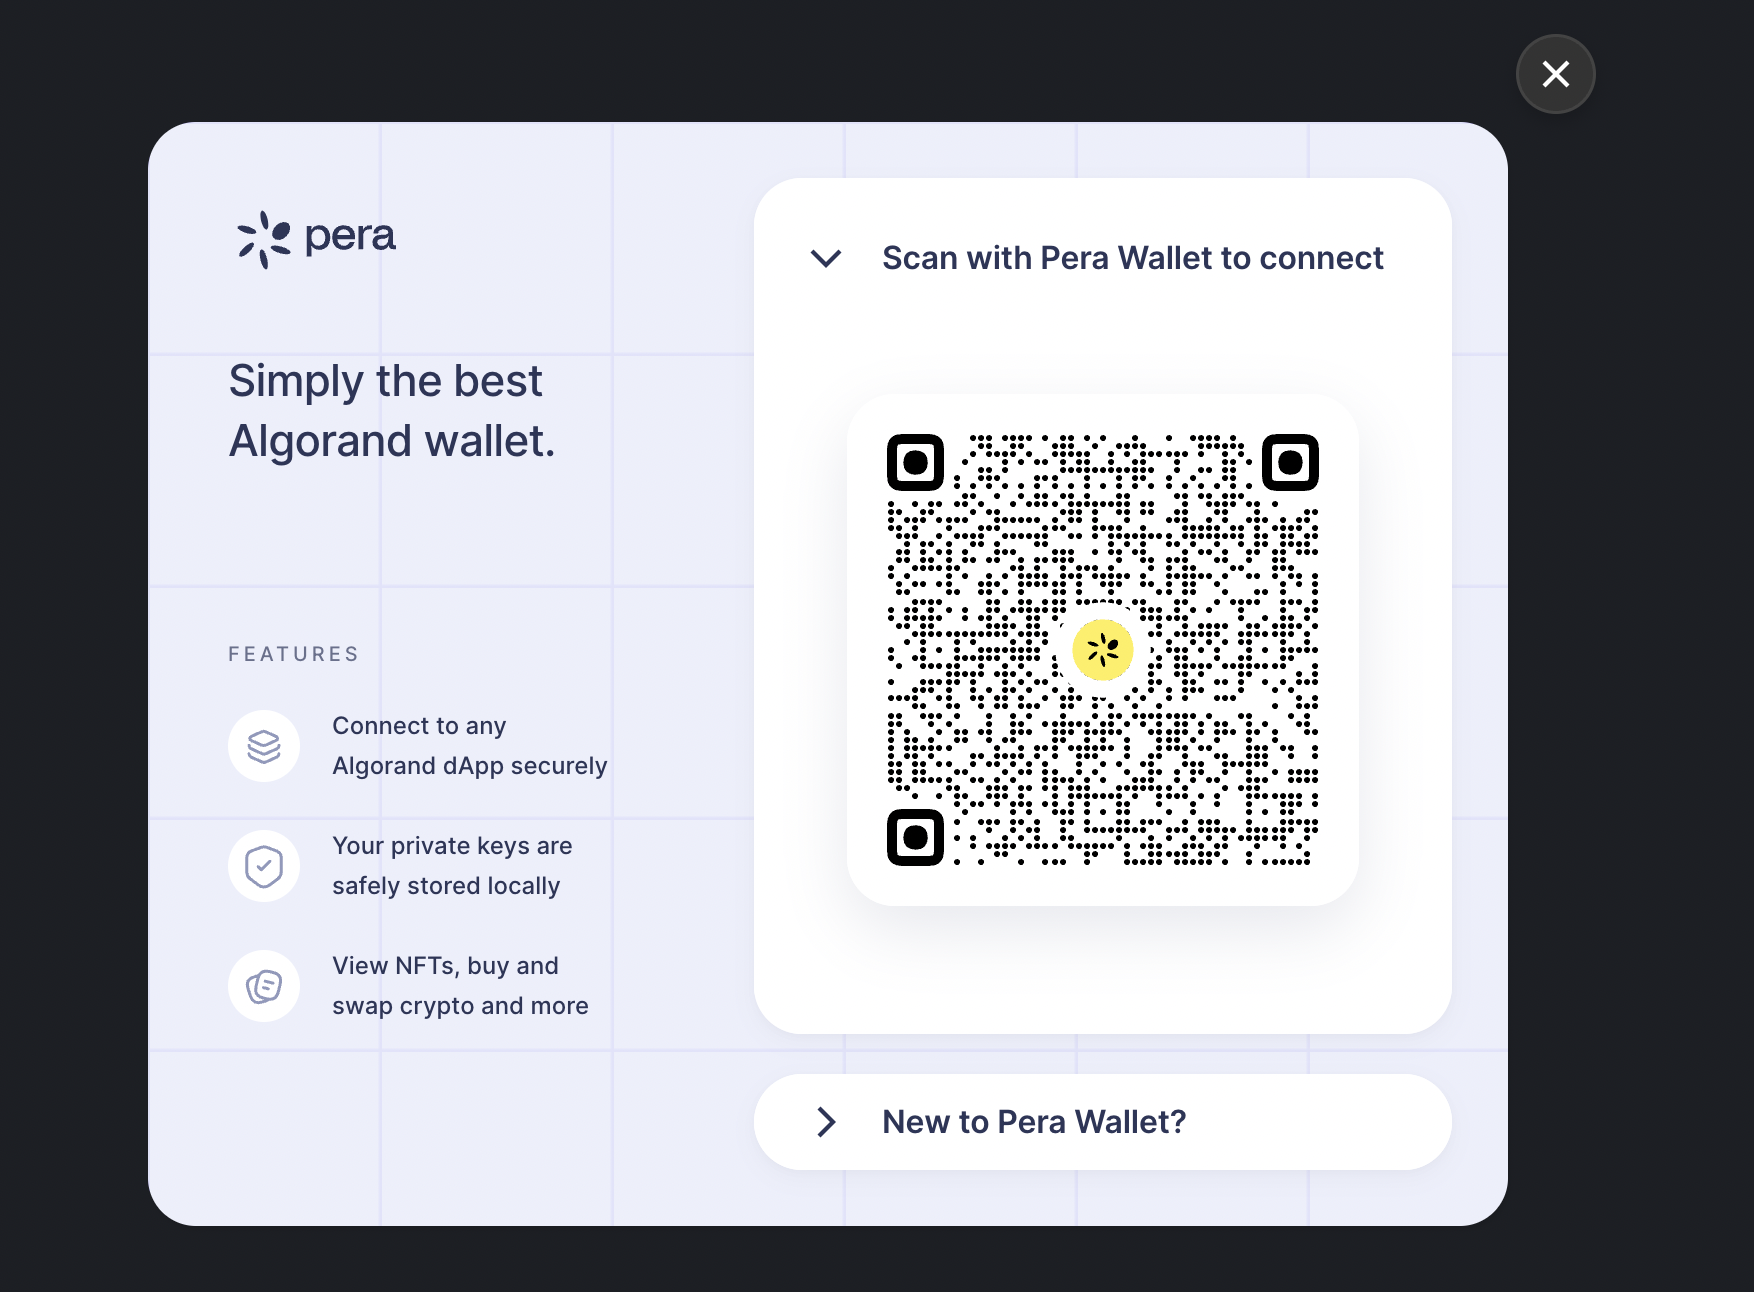 pera
Simply the best
Algorand wallet.
FEATURES
Connect to any
Algorand dApp securely
Your private keys are
safely stored locally
View NFTs, buy and
swap crypto and more
Scan with Pera Wallet to connect
New to Pera Wallet?